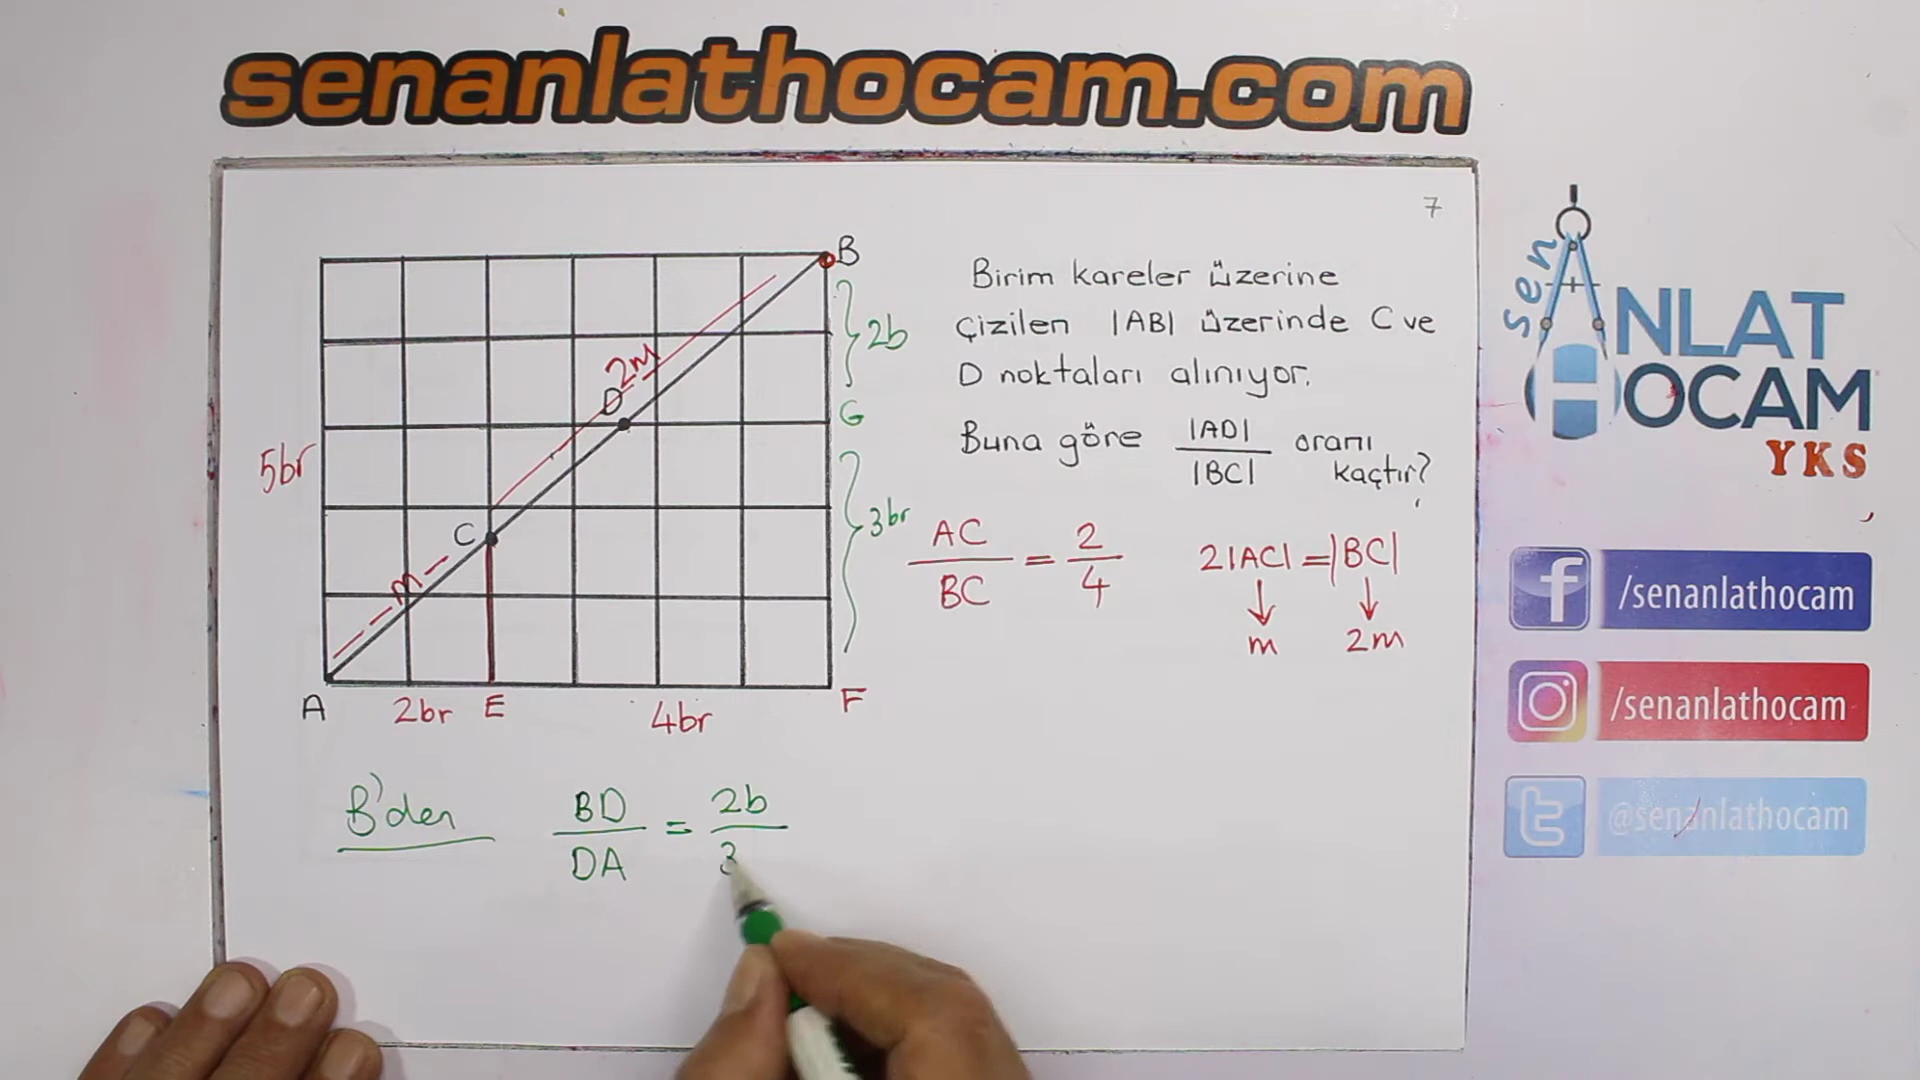 senanlathocam.com
7
B
Birim kareler üzerine
çizilen |AB| üzerinde C ve
D noktaları alınıyor.
Buna göre |AD| / |BC| oranı
kaçtır?
2b
G
3br
2m
D
5br
C
m
A
2br
E
4br
F
AC / BC = 2 / 4
2|AC| = |BC|
m
2m
B'den
BD / DA = 2b / 3
sen
ANLAT
HOCAM
YKS
/senanlathocam
/senanlathocam
@senanlathocam